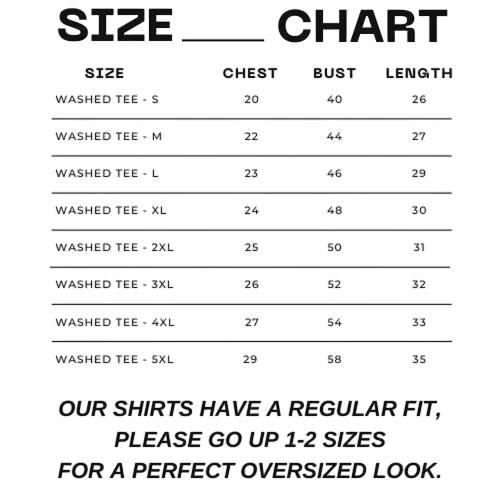 SIZE ____ CHART
SIZE CHEST BUST LENGTH
WASHED TEE - S 20 40 26
WASHED TEE - M 22 44 27
WASHED TEE - L 23 46 29
WASHED TEE - XL 24 48 30
WASHED TEE - 2XL 25 50 31
WASHED TEE - 3XL 26 52 32
WASHED TEE - 4XL 27 54 33
WASHED TEE - 5XL 29 58 35
OUR SHIRTS HAVE A REGULAR FIT,
PLEASE GO UP 1-2 SIZES
FOR A PERFECT OVERSIZED LOOK.